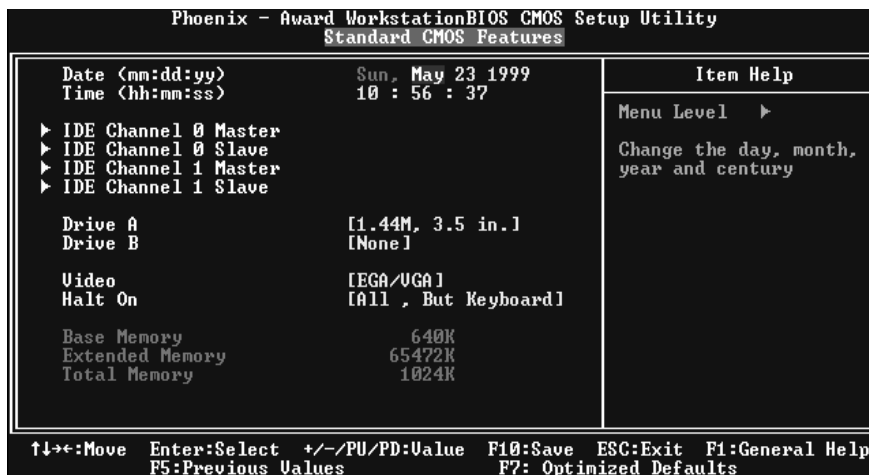 Phoenix - Award WorkstationBIOS CMOS Setup Utility
Standard CMOS Features
Date (mm:dd:yy) Sun, May 23 1999
Time (hh:mm:ss) 10 : 56 : 37
▶ IDE Channel 0 Master
▶ IDE Channel 0 Slave
▶ IDE Channel 1 Master
▶ IDE Channel 1 Slave
Drive A [1.44M, 3.5 in.]
Drive B [None]
Video [EGA/VGA]
Halt On [All , But Keyboard]
Base Memory 640K
Extended Memory 65472K
Total Memory 1024K
Item Help
Menu Level ▶
Change the day, month,
year and century
↑↓→←:Move Enter:Select +/-/PU/PD:Value F10:Save ESC:Exit F1:General Help
F5:Previous Values F7: Optimized Defaults